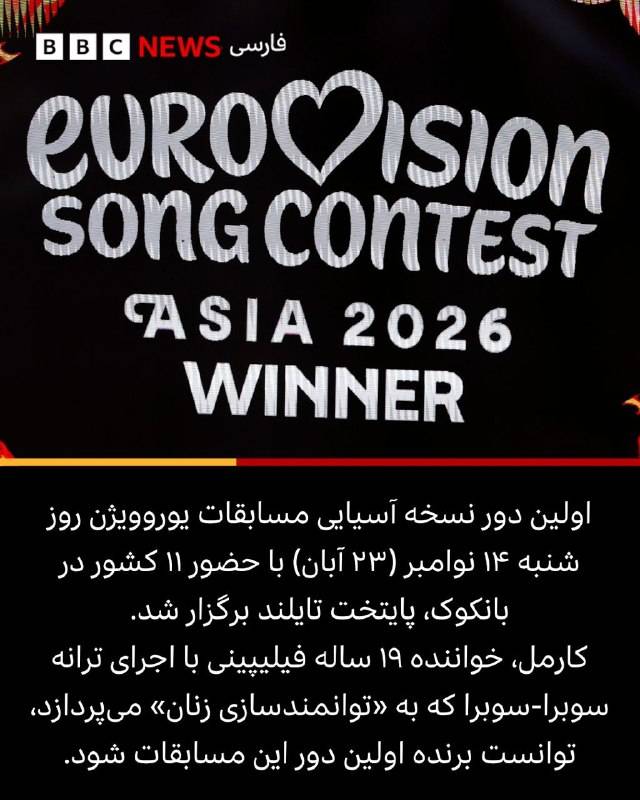 BBC NEWS فارسی
EUROVISION
SONG CONTEST
ASIA 2026
WINNER
اولین دور نسخه آسیایی مسابقات یوروویژن روز
شنبه ۱۴ نوامبر (۲۳ آبان) با حضور ۱۱ کشور در
بانکوک، پایتخت تایلند برگزار شد.
کارمل، خواننده ۱۹ ساله فیلیپینی با اجرای ترانه
سوبرا-سوبرا که به «توانمندسازی زنان» می‌پردازد،
توانست برنده اولین دور این مسابقات شود.